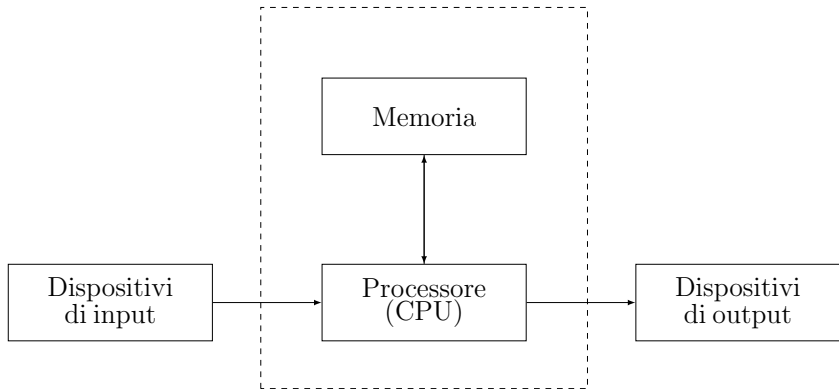 Memoria
Dispositivi
di input
Processore
(CPU)
Dispositivi
di output